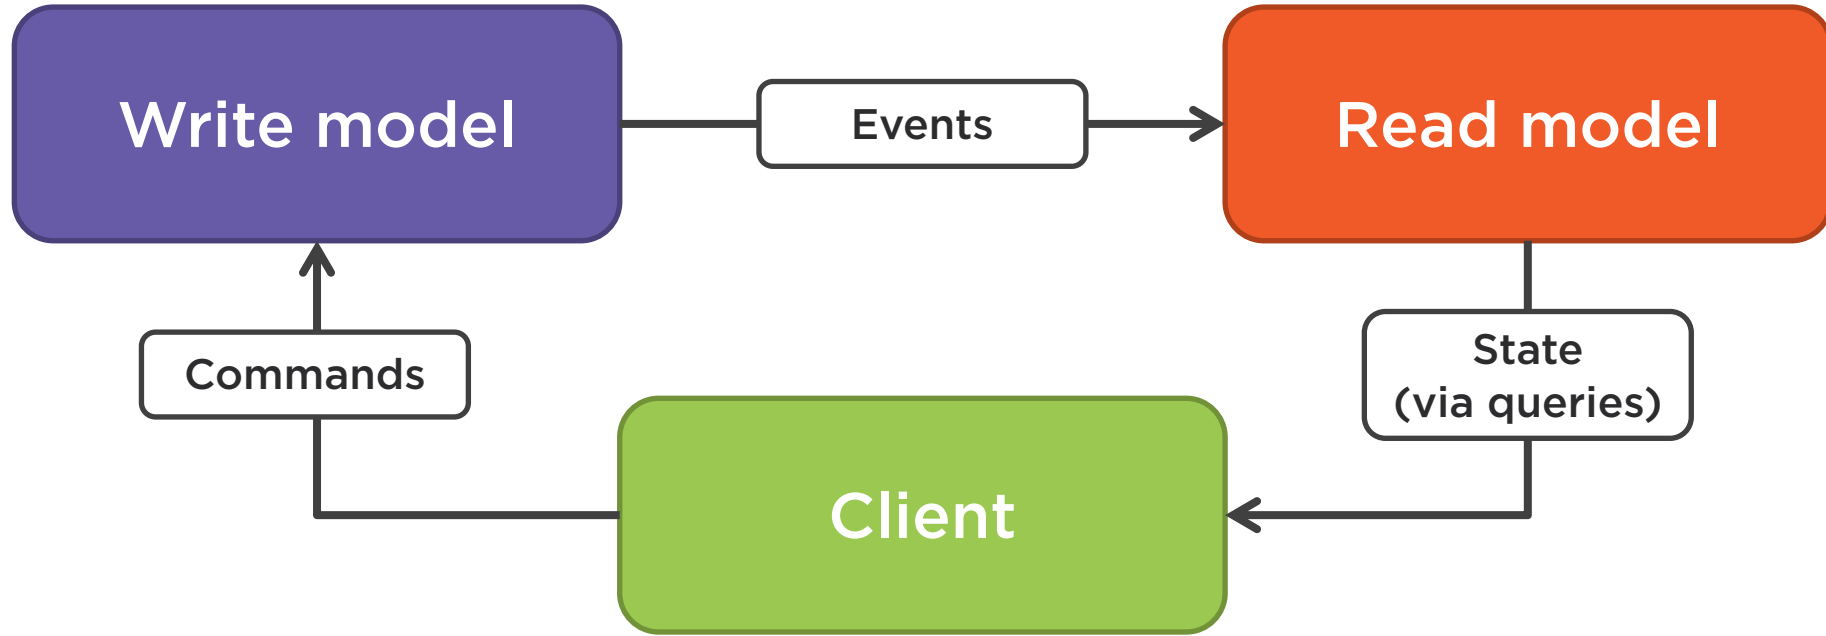 Write model
Events
Read model
Commands
State
(via queries)
Client